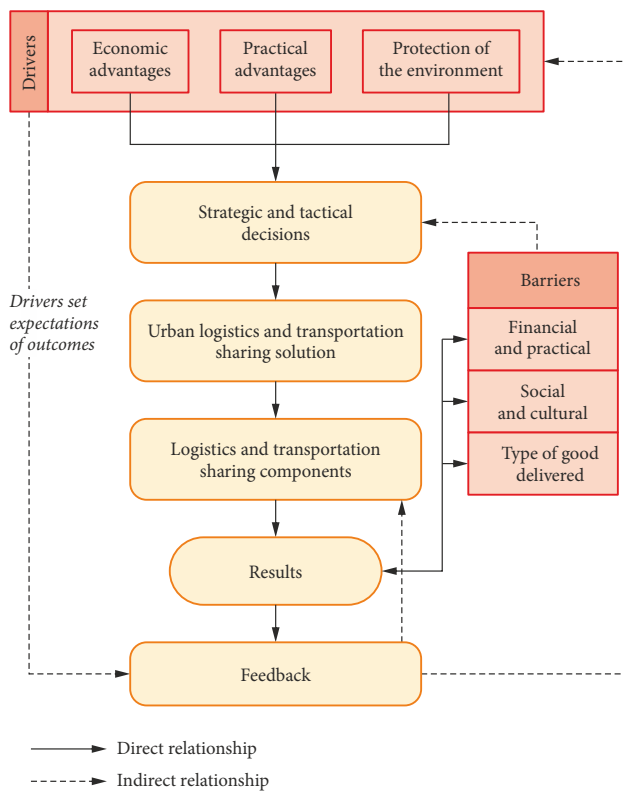 Drivers
Economic
advantages
Practical
advantages
Protection of
the environment
Strategic and tactical
decisions
Drivers set
expectations
of outcomes
Urban logistics and transportation
sharing solution
Logistics and transportation
sharing components
Results
Feedback
Barriers
Financial
and practical
Social
and cultural
Type of good
delivered
Direct relationship
Indirect relationship